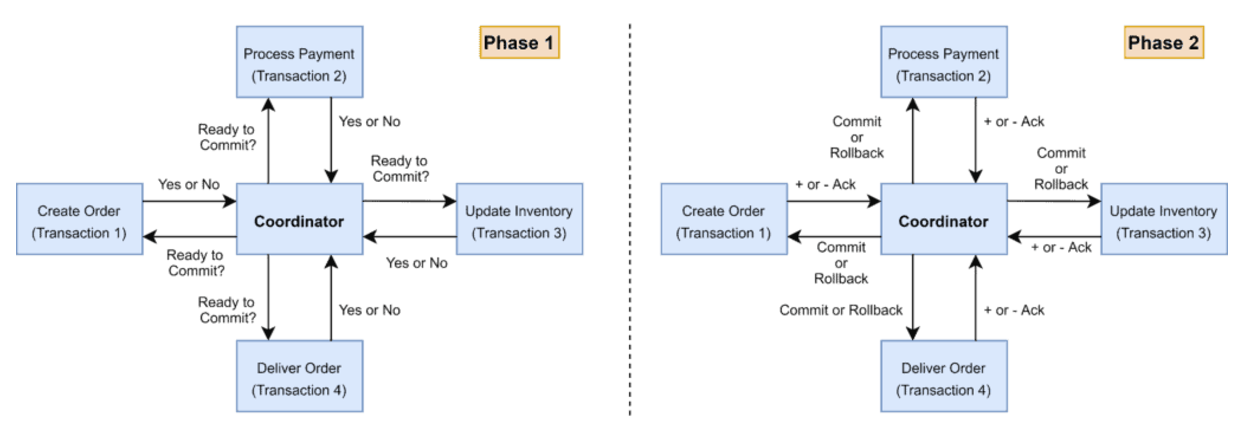 Phase 1
Process Payment
(Transaction 2)
Ready to
Commit?
Yes or No
Ready to
Commit?
Yes or No
Create Order
(Transaction 1)
Coordinator
Update Inventory
(Transaction 3)
Ready to
Commit?
Yes or No
Ready to
Commit?
Yes or No
Deliver Order
(Transaction 4)
Phase 2
Process Payment
(Transaction 2)
Commit
or
Rollback
+ or - Ack
Commit
or
Rollback
+ or - Ack
Create Order
(Transaction 1)
Coordinator
Update Inventory
(Transaction 3)
Commit
or
Rollback
+ or - Ack
Commit or Rollback
+ or - Ack
Deliver Order
(Transaction 4)